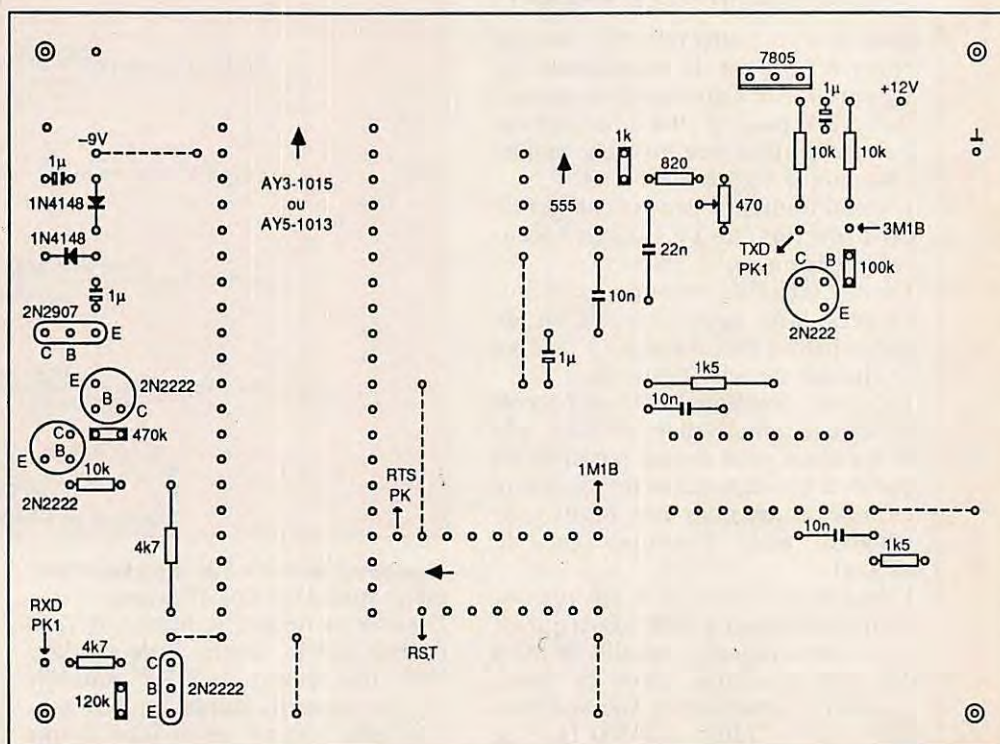 7805
1µ
+12V
10k
10k
–9V
1µ
AY3-1015
ou
AY5-1013
1k
820
555
470
1N4148
1N4148
22n
TXD
PK1
3M1B
C
B
E
100k
2N222
1µ
10n
2N2907
E
C
B
1µ
1k5
E
B
C
2N2222
10n
470k
C
B
E
10k
2N2222
RTS
PK
1M1B
4k7
10n
1k5
RXD
PK1
4k7
RST
120k
C
B
E
2N2222